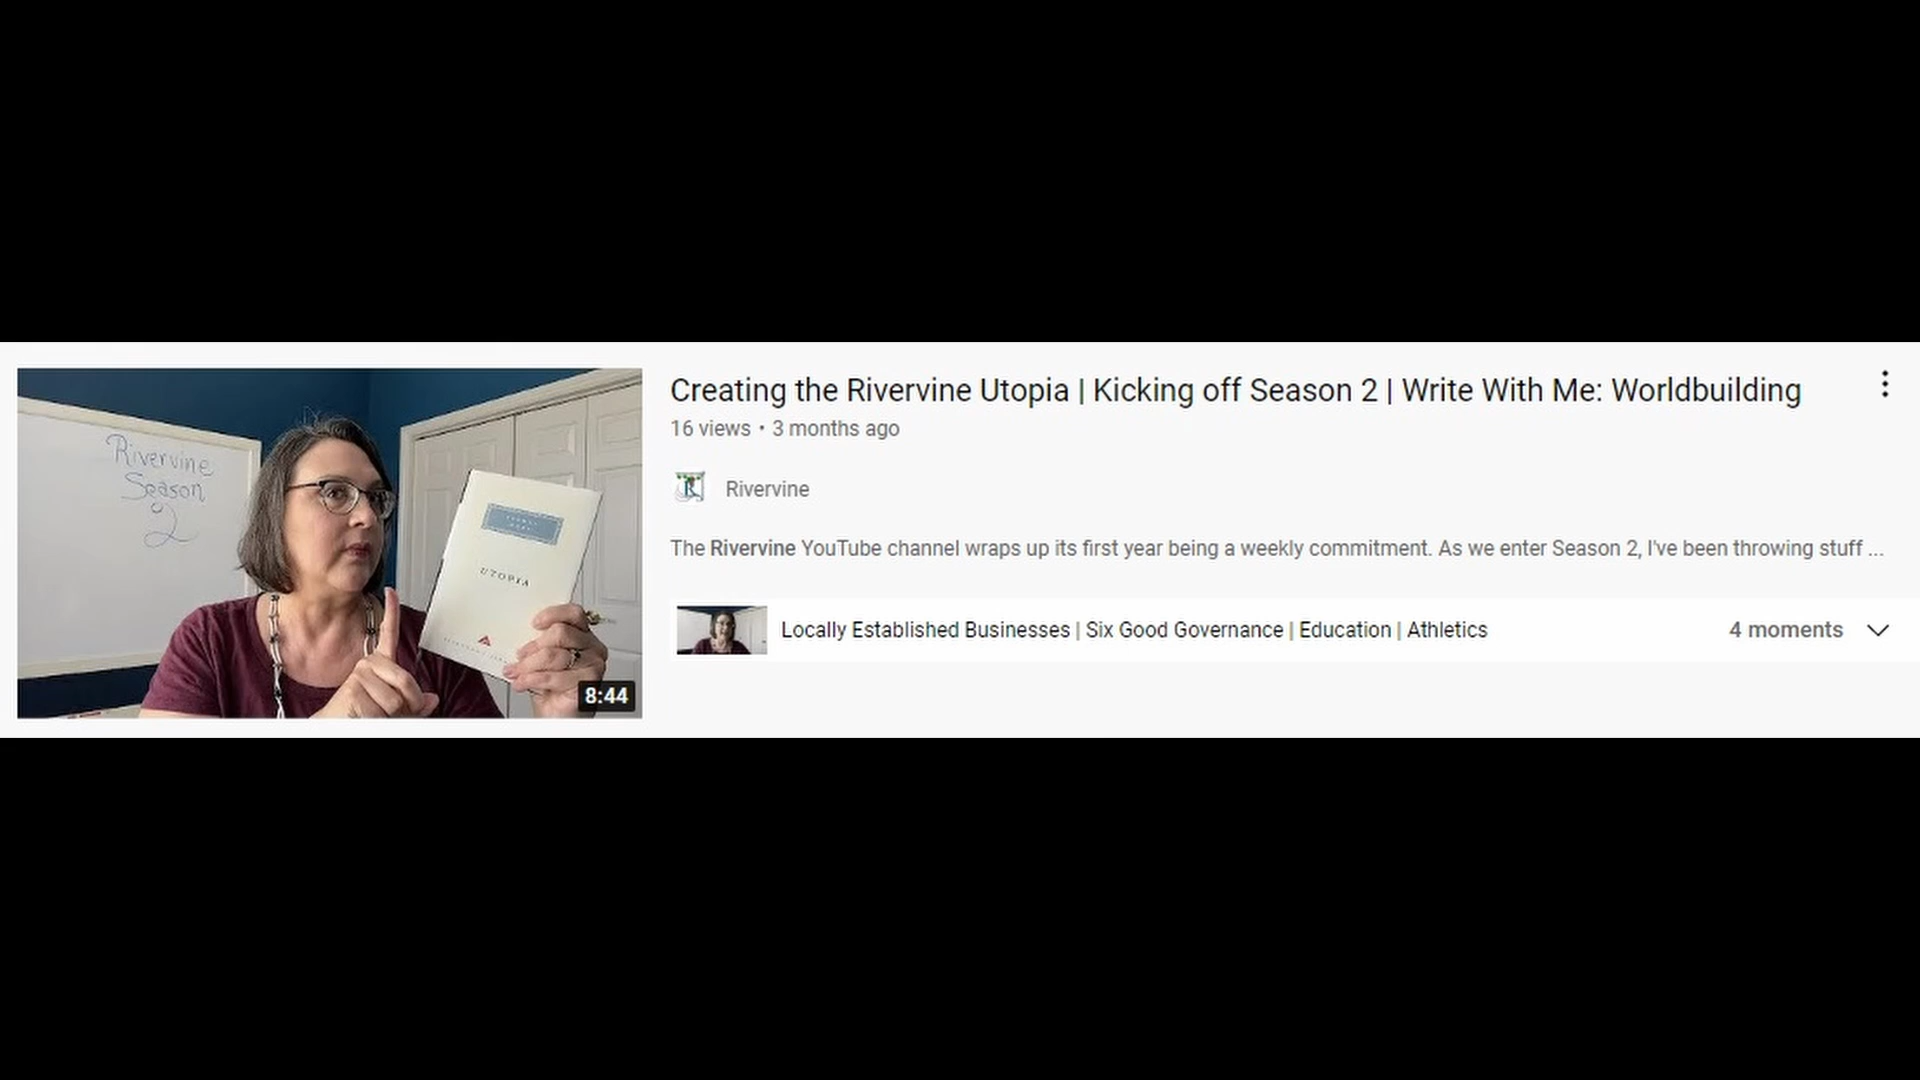 Rivervine
Season
2
UTOPIA
8:44
Creating the Rivervine Utopia | Kicking off Season 2 | Write With Me: Worldbuilding
16 views • 3 months ago
Rivervine
The Rivervine YouTube channel wraps up its first year being a weekly commitment. As we enter Season 2, I've been throwing stuff ...
Locally Established Businesses | Six Good Governance | Education | Athletics
4 moments